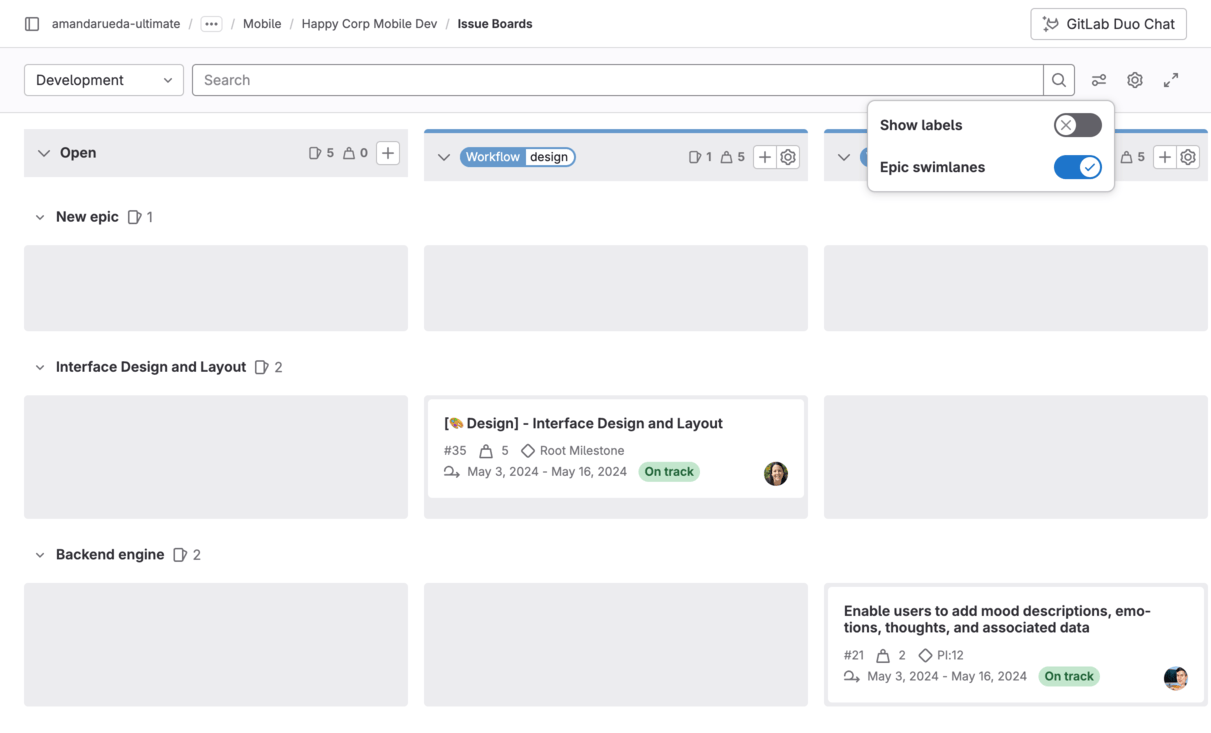 amandarueda-ultimate / ••• / Mobile / Happy Corp Mobile Dev / Issue Boards
GitLab Duo Chat
Development
Search
Show labels
Epic swimlanes
Open 5 0
Workflow design 1 5
5
New epic 1
Interface Design and Layout 2
[🎨 Design] - Interface Design and Layout
#35 5 Root Milestone
May 3, 2024 - May 16, 2024 On track
Backend engine 2
Enable users to add mood descriptions, emo-
tions, thoughts, and associated data
#21 2 PI:12
May 3, 2024 - May 16, 2024 On track